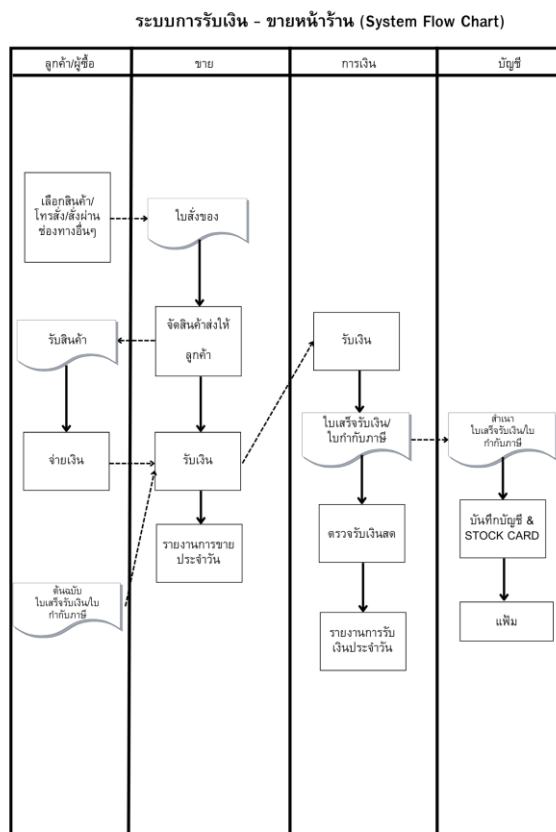 ระบบการรับเงิน - ขายหน้าร้าน (System Flow Chart)
ลูกค้า/ผู้ซื้อ
ขาย
การเงิน
บัญชี
เลือกสินค้า/
โทรสั่ง/สั่งผ่าน
ช่องทางอื่นๆ
ใบสั่งของ
รับสินค้า
จัดสินค้าส่งให้
ลูกค้า
รับเงิน
จ่ายเงิน
รับเงิน
ใบเสร็จรับเงิน/
ใบกำกับภาษี
สำเนา
ใบเสร็จรับเงิน/ใบ
กำกับภาษี
รายงานการขาย
ประจำวัน
ตรวจรับเงินสด
บันทึกบัญชี &
STOCK CARD
ต้นฉบับ
ใบเสร็จรับเงิน/ใบ
กำกับภาษี
รายงานการรับ
เงินประจำวัน
แฟ้ม